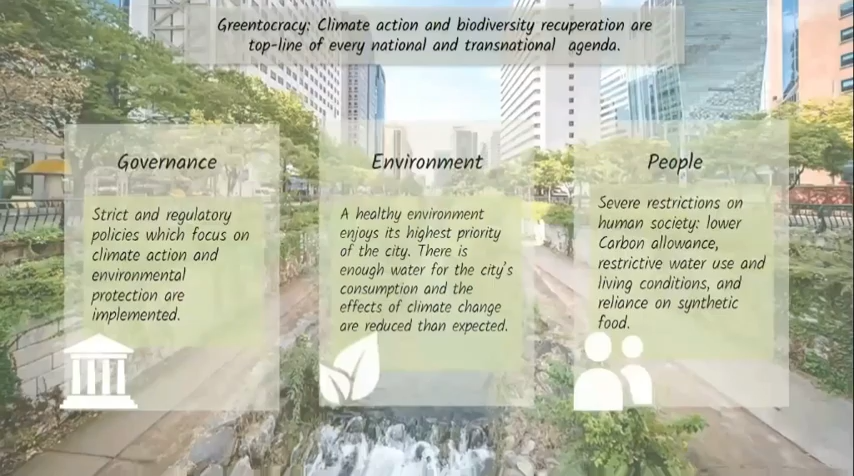 Greentocracy: Climate action and biodiversity recuperation are
top-line of every national and transnational agenda.
Governance
Strict and regulatory
policies which focus on
climate action and
environmental
protection are
implemented.
Environment
A healthy environment
enjoys its highest priority
of the city. There is
enough water for the city's
consumption and the
effects of climate change
are reduced than expected.
People
Severe restrictions on
human society: lower
Carbon allowance,
restrictive water use and
living conditions, and
reliance on synthetic
food.